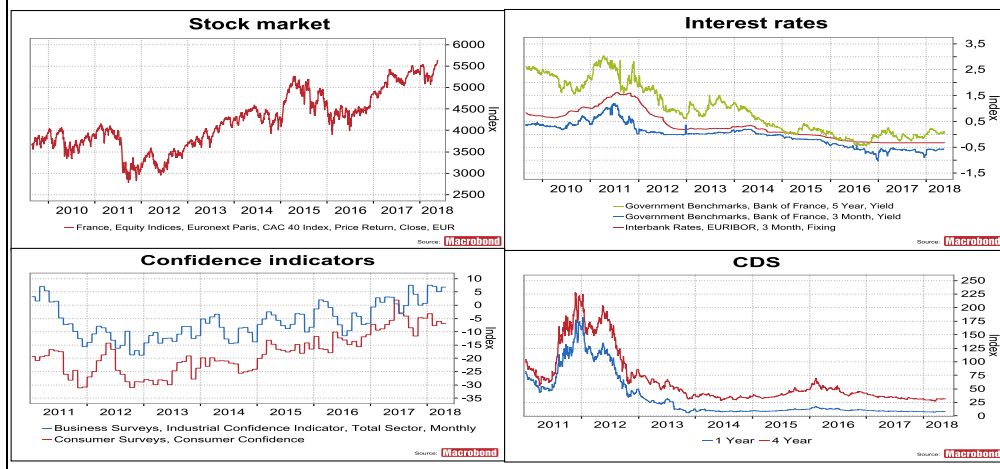 Stock market
6000
5500
5000
4500
4000
3500
3000
2500
Index
2010 2011 2012 2013 2014 2015 2016 2017 2018
France, Equity Indices, Euronext Paris, CAC 40 Index, Price Return, Close, EUR
Source: Macrobond
Interest rates
3,5
2,5
1,5
0,5
-0,5
-1,5
Index
2010 2011 2012 2013 2014 2015 2016 2017 2018
Government Benchmarks, Bank of France, 5 Year, Yield
Government Benchmarks, Bank of France, 3 Month, Yield
Interbank Rates, EURIBOR, 3 Month, Fixing
Source: Macrobond
Confidence indicators
10
5
0
-5
-10
-15
-20
-25
-30
-35
Index
2011 2012 2013 2014 2015 2016 2017 2018
Business Surveys, Industrial Confidence Indicator, Total Sector, Monthly
Consumer Surveys, Consumer Confidence
Source: Macrobond
CDS
250
225
200
175
150
125
100
75
50
25
0
Index
2011 2012 2013 2014 2015 2016 2017 2018
1 Year 4 Year
Source: Macrobond